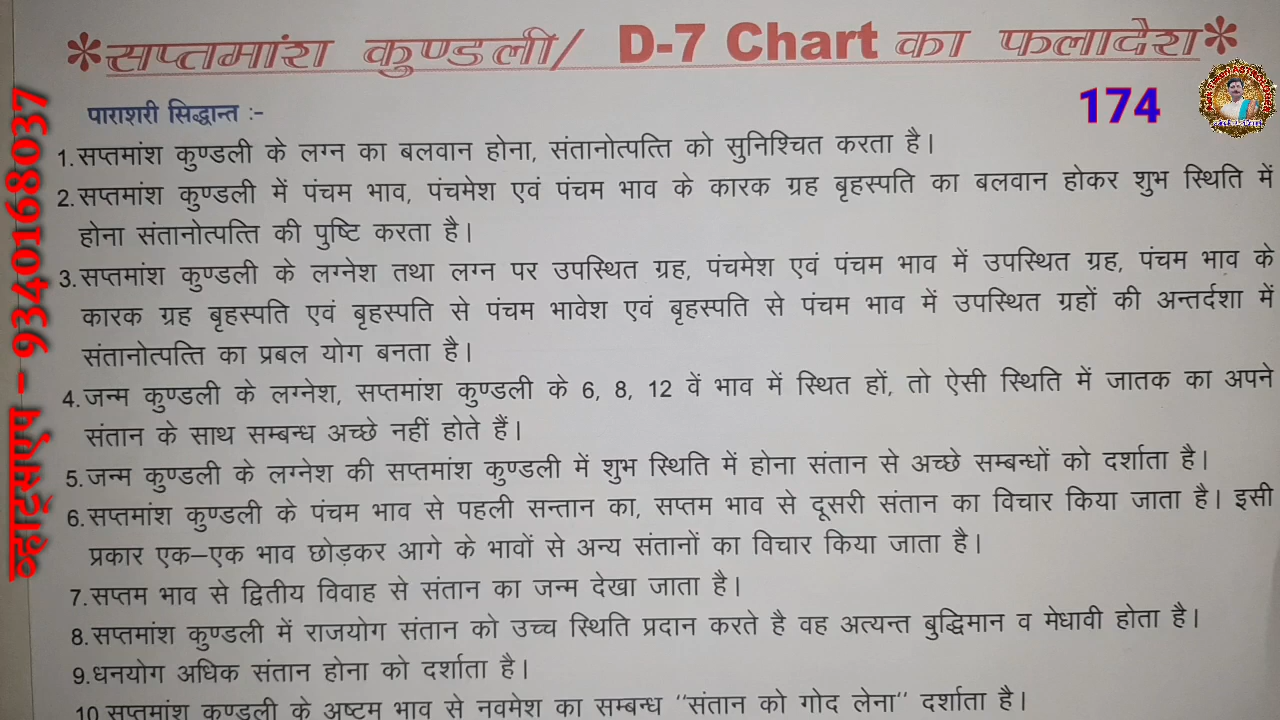 *सप्तमांश कुण्डली/ D-7 Chart का फलादेश*
174
पाराशरी सिद्धान्त :-
1. सप्तमांश कुण्डली के लग्न का बलवान होना, संतानोत्पत्ति को सुनिश्चित करता है।
2. सप्तमांश कुण्डली में पंचम भाव, पंचमेश एवं पंचम भाव के कारक ग्रह बृहस्पति का बलवान होकर शुभ स्थिति में
होना संतानोत्पत्ति की पुष्टि करता है।
3. सप्तमांश कुण्डली के लग्नेश तथा लग्न पर उपस्थित ग्रह, पंचमेश एवं पंचम भाव में उपस्थित ग्रह, पंचम भाव के
कारक ग्रह बृहस्पति एवं बृहस्पति से पंचम भावेश एवं बृहस्पति से पंचम भाव में उपस्थित ग्रहों की अन्तर्दशा में
संतानोत्पत्ति का प्रबल योग बनता है।
4. जन्म कुण्डली के लग्नेश, सप्तमांश कुण्डली के 6, 8, 12 वें भाव में स्थित हों, तो ऐसी स्थिति में जातक का अपने
संतान के साथ सम्बन्ध अच्छे नहीं होते हैं।
5. जन्म कुण्डली के लग्नेश की सप्तमांश कुण्डली में शुभ स्थिति में होना संतान से अच्छे सम्बन्धों को दर्शाता है।
6. सप्तमांश कुण्डली के पंचम भाव से पहली सन्तान का, सप्तम भाव से दूसरी संतान का विचार किया जाता है। इसी
प्रकार एक–एक भाव छोड़कर आगे के भावों से अन्य संतानों का विचार किया जाता है।
7. सप्तम भाव से द्वितीय विवाह से संतान का जन्म देखा जाता है।
8. सप्तमांश कुण्डली में राजयोग संतान को उच्च स्थिति प्रदान करते है वह अत्यन्त बुद्धिमान व मेधावी होता है।
9. धनयोग अधिक संतान होना को दर्शाता है।
10. सप्तमांश कुण्डली के अष्टम भाव से नवमेश का सम्बन्ध ''संतान को गोद लेना'' दर्शाता है।
व्हाट्सएप – 9340168037